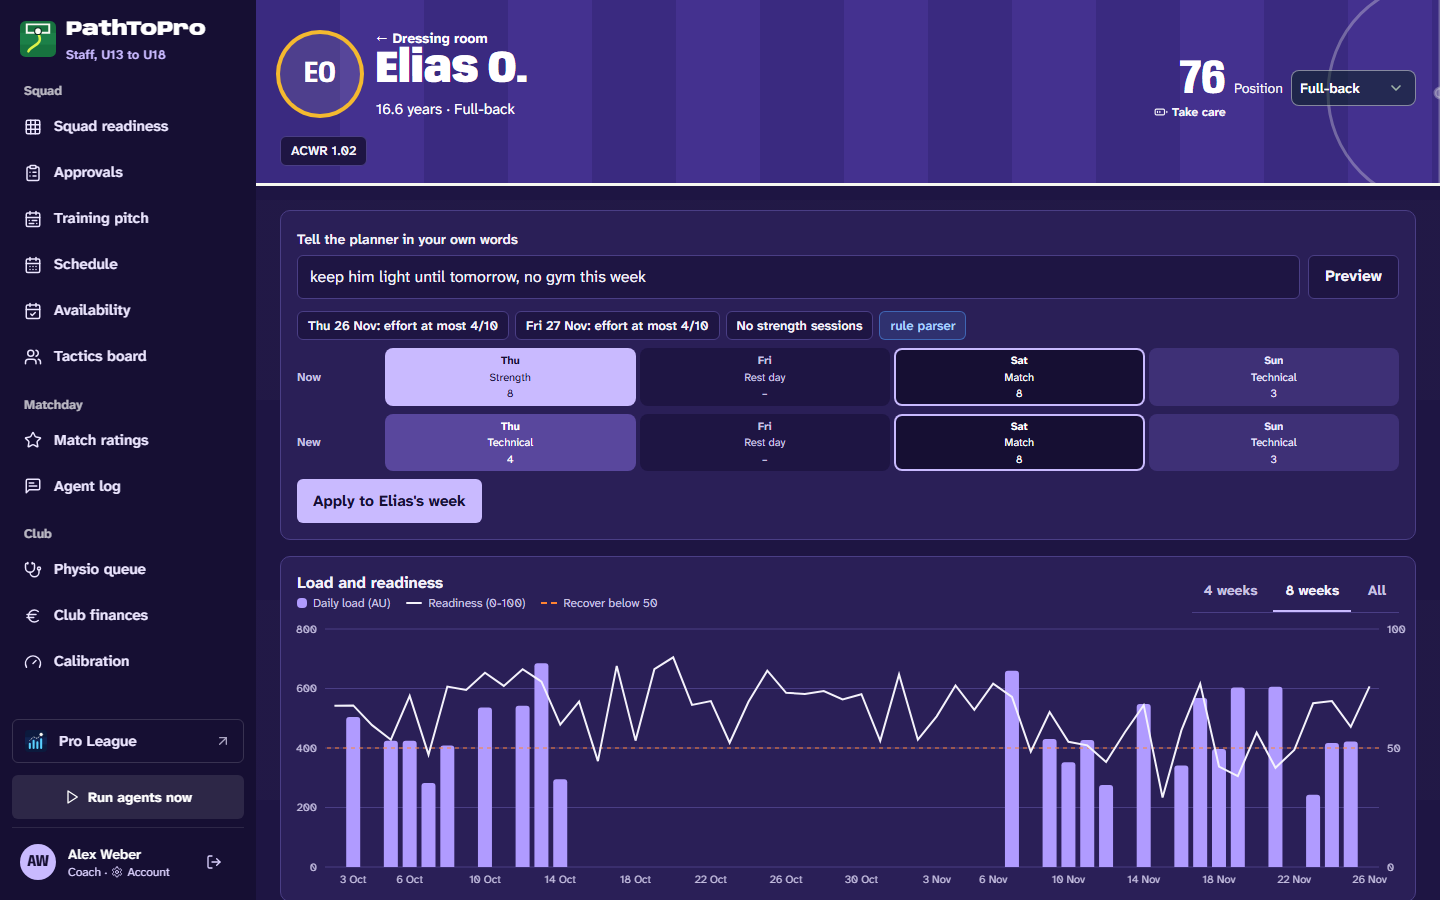 PathToPro
Staff, U13 to U18
Squad
Squad readiness
Approvals
Training pitch
Schedule
Availability
Tactics board
Matchday
Match ratings
Agent log
Club
Physio queue
Club finances
Calibration
Pro League
Run agents now
AW
Alex Weber
Coach · Account
EO
← Dressing room
Elias O.
16.6 years · Full-back
ACWR 1.02
76
Take care
Position
Full-back
Tell the planner in your own words
keep him light until tomorrow, no gym this week
Preview
Thu 26 Nov: effort at most 4/10
Fri 27 Nov: effort at most 4/10
No strength sessions
rule parser
Now
Thu
Strength
8
Fri
Rest day
–
Sat
Match
8
Sun
Technical
3
New
Thu
Technical
4
Fri
Rest day
–
Sat
Match
8
Sun
Technical
3
Apply to Elias's week
Load and readiness
Daily load (AU)
Readiness (0-100)
Recover below 50
4 weeks
8 weeks
All
800
600
400
200
0
100
50
0
3 Oct
6 Oct
10 Oct
14 Oct
18 Oct
22 Oct
26 Oct
30 Oct
3 Nov
6 Nov
10 Nov
14 Nov
18 Nov
22 Nov
26 Nov